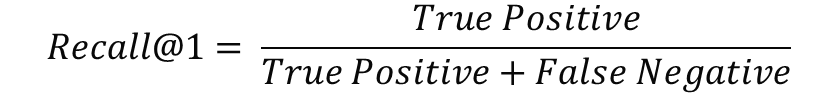 Recall@1 = True Positive / True Positive + False Negative